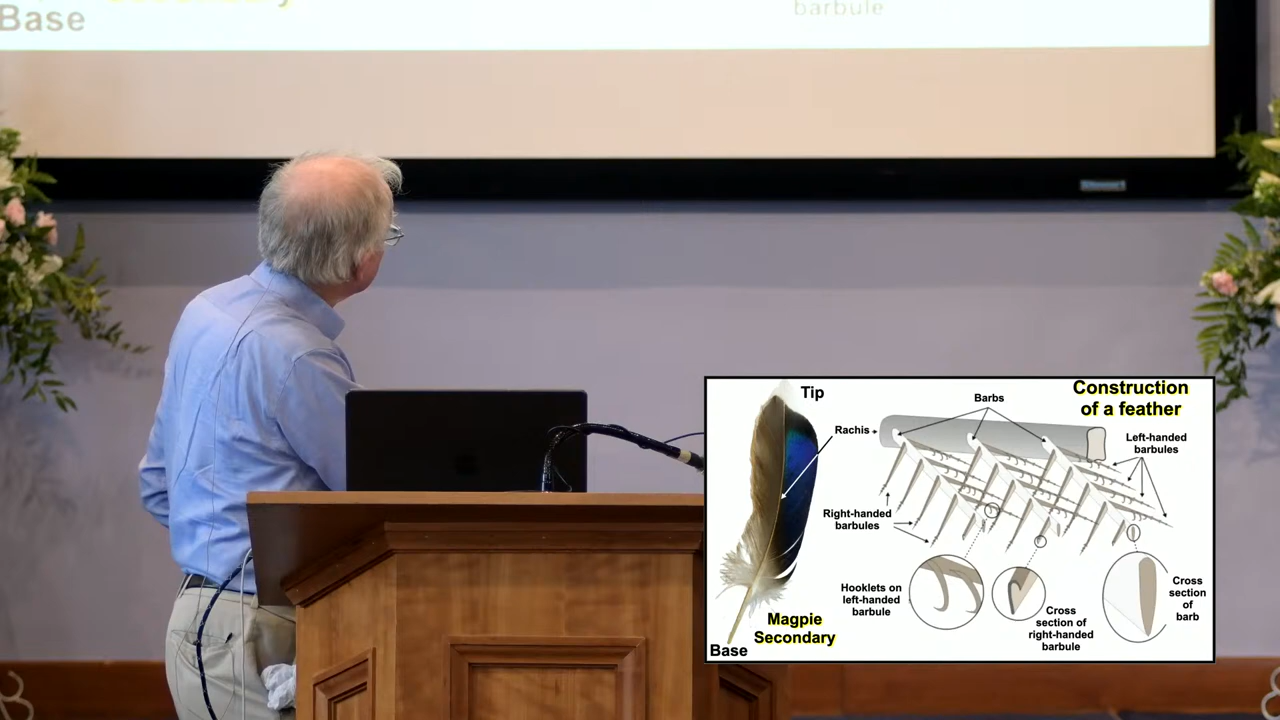 Base
barbule
Tip
Barbs
Construction
of a feather
Rachis
Left-handed
barbules
Right-handed
barbules
Hooklets on
left-handed
barbule
Cross
section of
right-handed
barbule
Cross
section
of
barb
Magpie
Secondary
Base